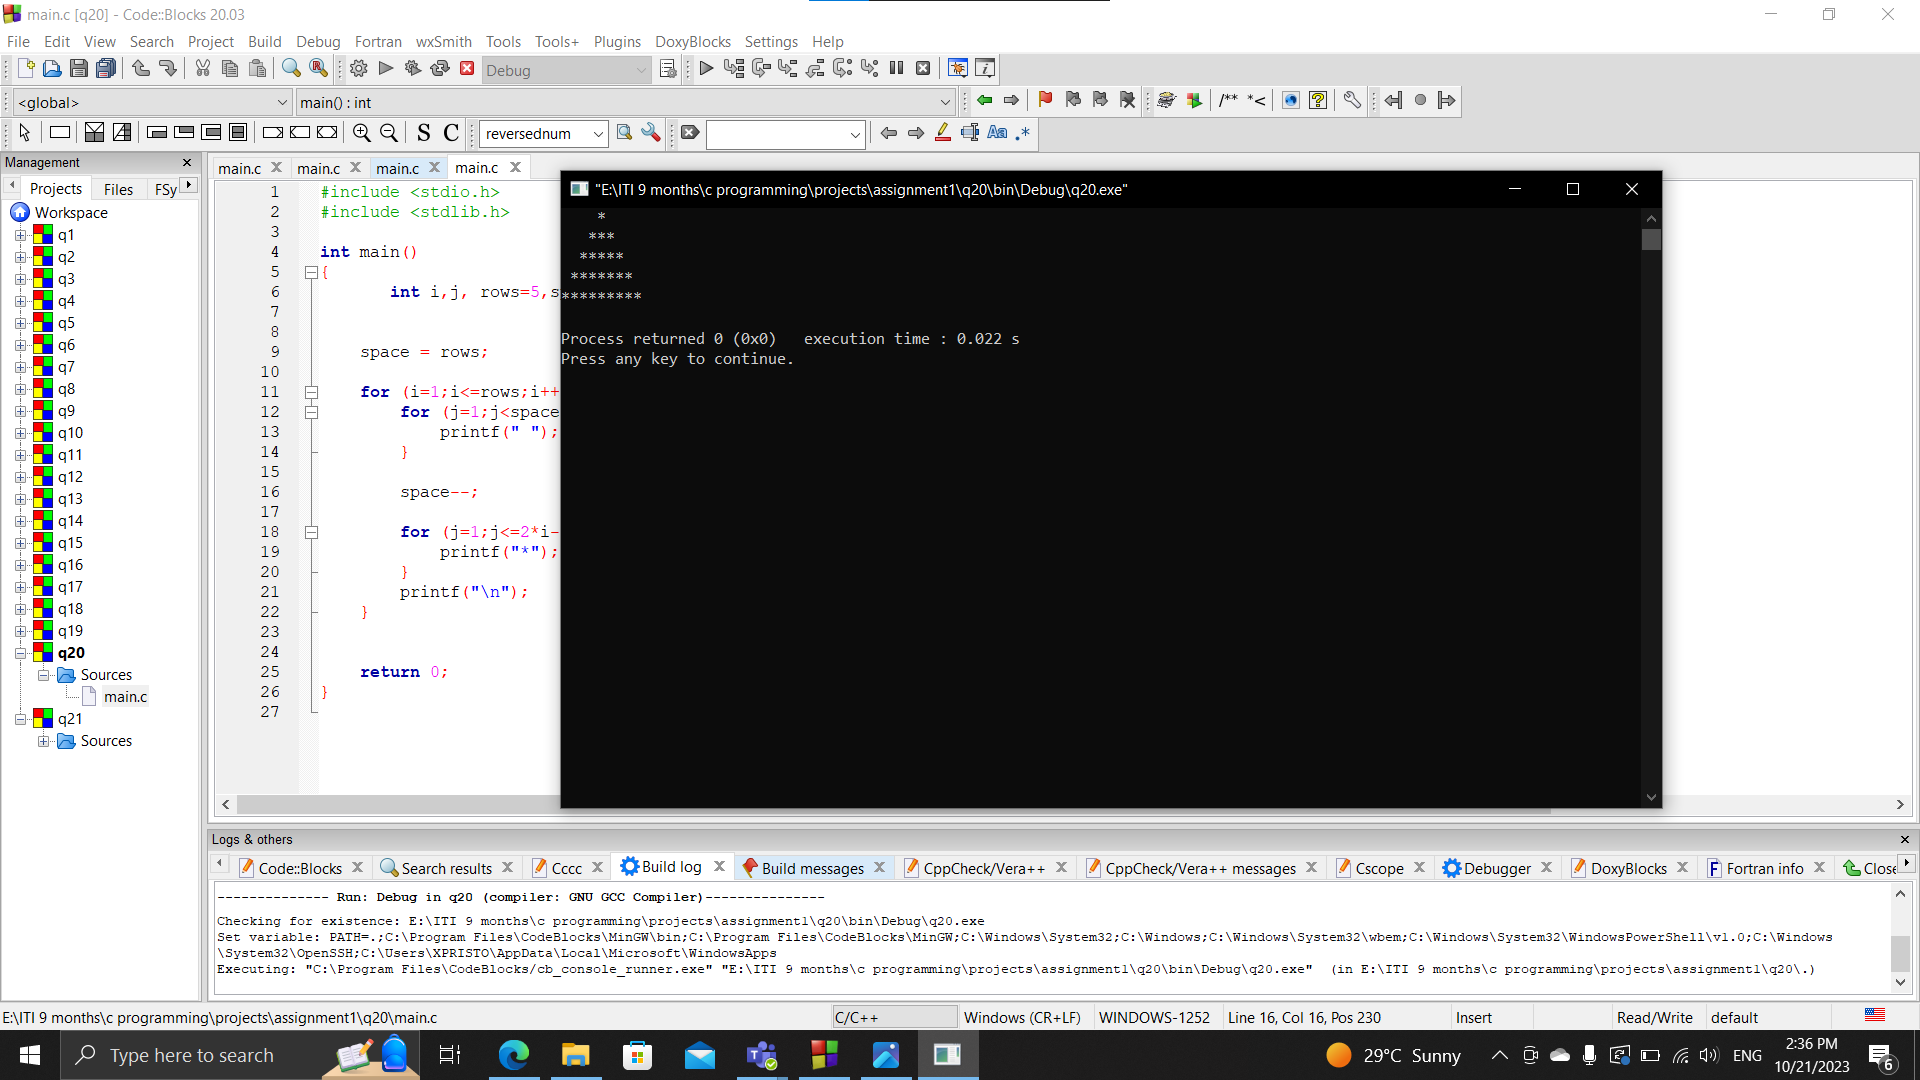 main.c [q20] - Code::Blocks 20.03
File Edit View Search Project Build Debug Fortran wxSmith Tools Tools+ Plugins DoxyBlocks Settings Help
Debug
<global> main() : int /** *<
S C reversednum Aa .*
Management
Projects Files FSy
Workspace
q1
q2
q3
q4
q5
q6
q7
q8
q9
q10
q11
q12
q13
q14
q15
q16
q17
q18
q19
q20
Sources
main.c
q21
Sources
main.c main.c main.c main.c
1 #include <stdio.h>
2 #include <stdlib.h>
3
4 int main()
5 {
6 int i,j, rows=5,s
7
8
9 space = rows;
10
11 for (i=1;i<=rows;i++
12 for (j=1;j<space
13 printf(" ");
14 }
15
16 space--;
17
18 for (j=1;j<=2*i-
19 printf("*");
20 }
21 printf("\n");
22 }
23
24
25 return 0;
26 }
27
"E:\ITI 9 months\c programming\projects\assignment1\q20\bin\Debug\q20.exe"
    *
   ***
  *****
 *******
*********
Process returned 0 (0x0)   execution time : 0.022 s
Press any key to continue.
Logs & others
Code::Blocks Search results Cccc Build log Build messages CppCheck/Vera++ CppCheck/Vera++ messages Cscope Debugger DoxyBlocks Fortran info Close
-------------- Run: Debug in q20 (compiler: GNU GCC Compiler)---------------
Checking for existence: E:\ITI 9 months\c programming\projects\assignment1\q20\bin\Debug\q20.exe
Set variable: PATH=.;C:\Program Files\CodeBlocks\MinGW\bin;C:\Program Files\CodeBlocks\MinGW;C:\Windows\System32;C:\Windows;C:\Windows\System32\wbem;C:\Windows\System32\WindowsPowerShell\v1.0;C:\Windows
\System32\OpenSSH;C:\Users\XPRISTO\AppData\Local\Microsoft\WindowsApps
Executing: "C:\Program Files\CodeBlocks/cb_console_runner.exe" "E:\ITI 9 months\c programming\projects\assignment1\q20\bin\Debug\q20.exe"  (in E:\ITI 9 months\c programming\projects\assignment1\q20\.)
E:\ITI 9 months\c programming\projects\assignment1\q20\main.c C/C++ Windows (CR+LF) WINDOWS-1252 Line 16, Col 16, Pos 230 Insert Read/Write default
Type here to search 29°C Sunny ENG 2:36 PM
10/21/2023 6